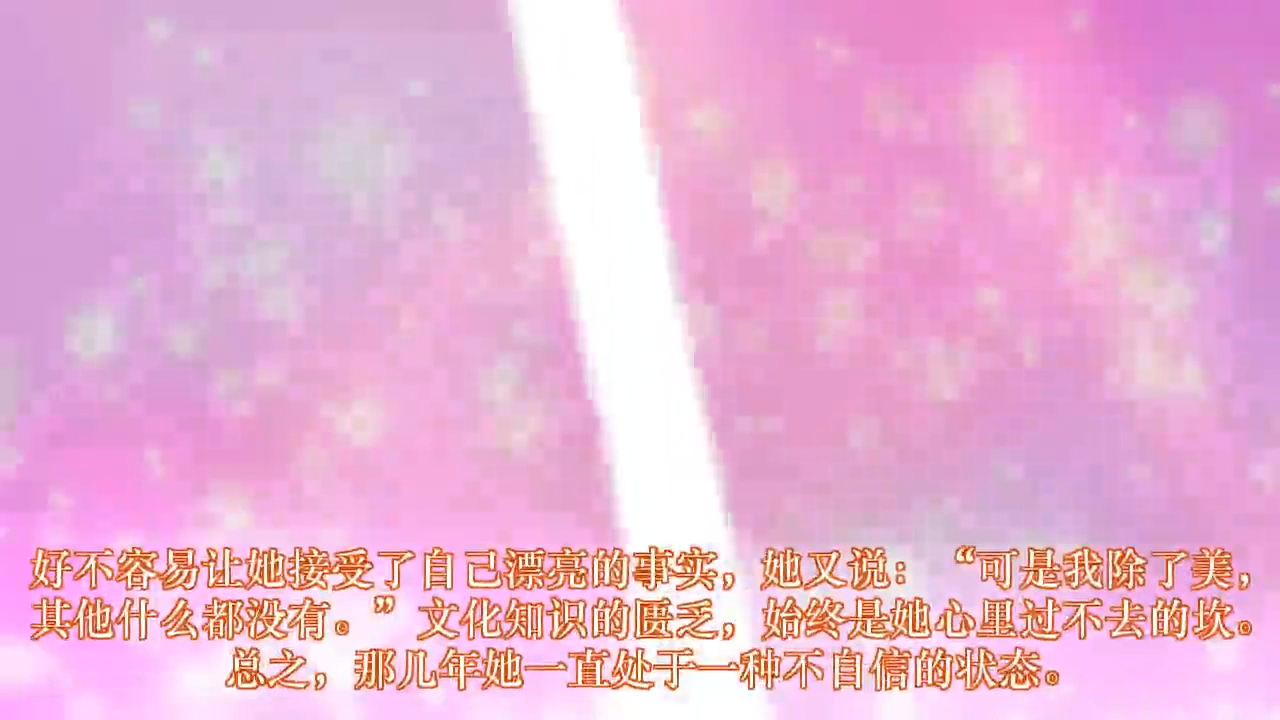 好不容易让她接受了自己漂亮的事实，她又说：“可是我除了美，
其他什么都没有。”文化知识的匮乏，始终是她心里过不去的坎。
总之，那几年她一直处于一种不自信的状态。